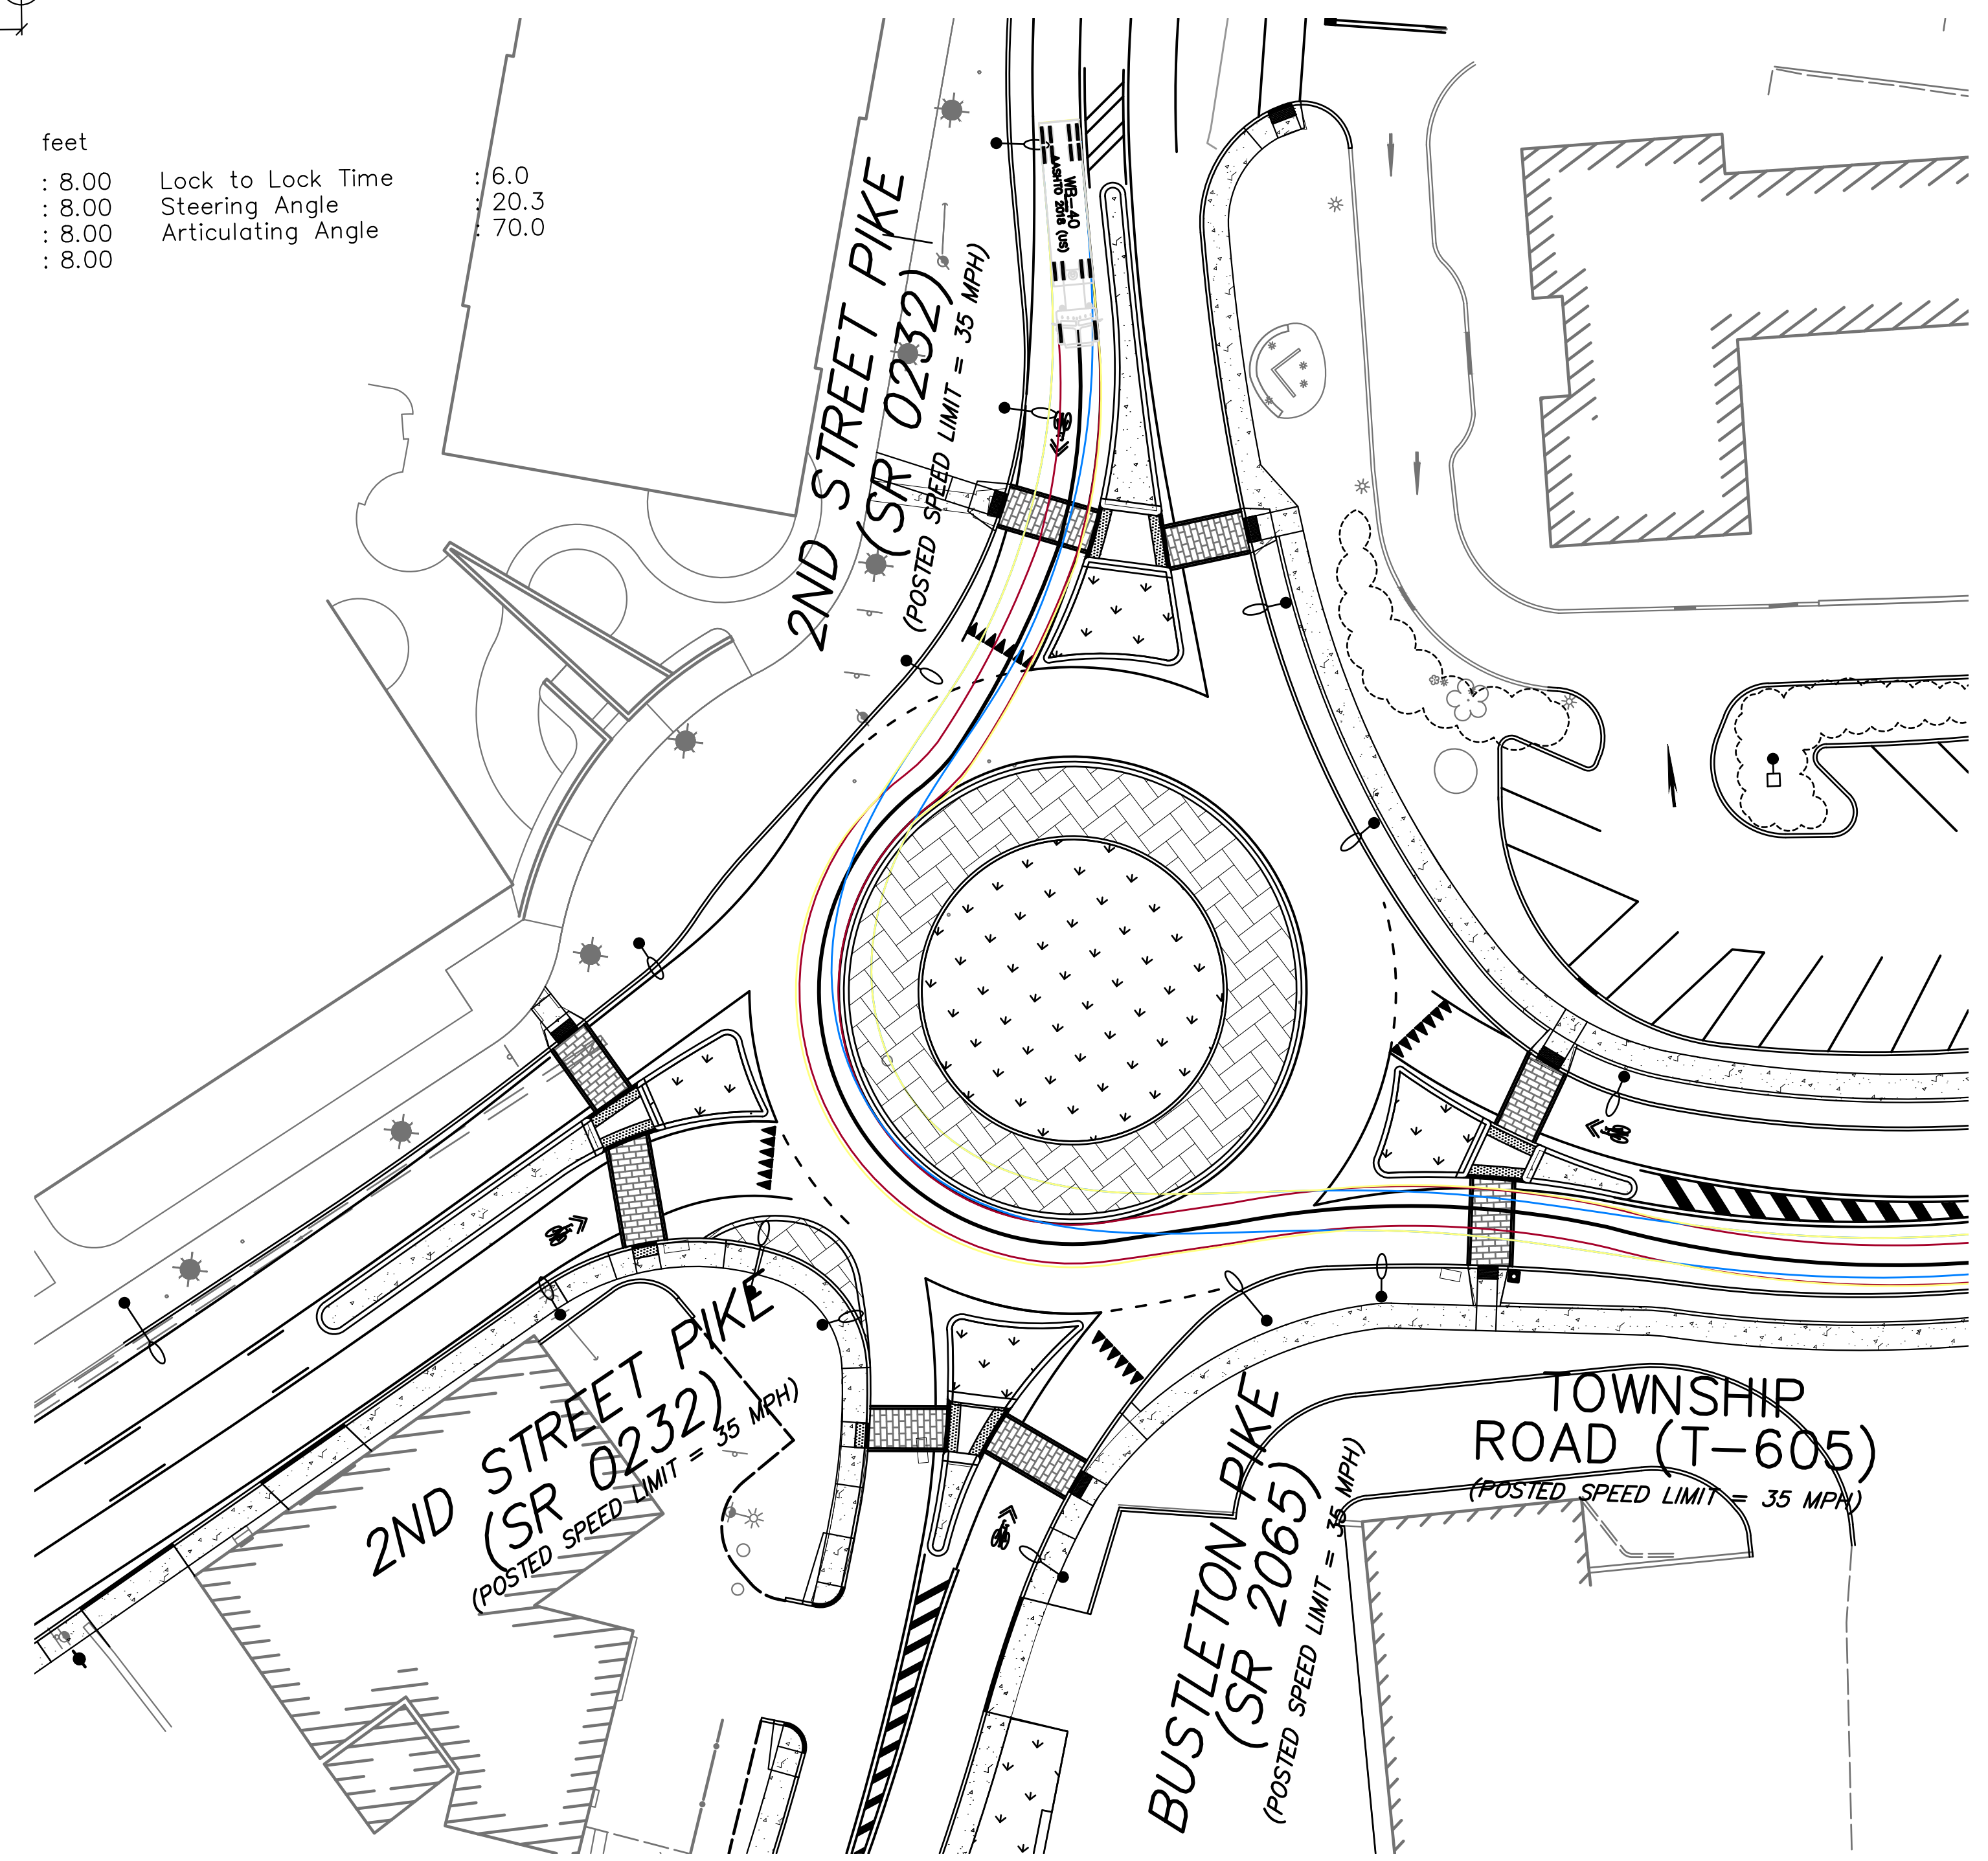 feet
: 8.00 Lock to Lock Time : 6.0
: 8.00 Steering Angle : 20.3
: 8.00 Articulating Angle : 70.0
: 8.00
WB-40
AASHTO 2018 (US)
2ND STREET PIKE
(SR 0232)
(POSTED SPEED LIMIT = 35 MPH)
2ND STREET PIKE
(SR 0232)
(POSTED SPEED LIMIT = 35 MPH)
BUSTLETON PIKE
(SR 2065)
(POSTED SPEED LIMIT = 35 MPH)
TOWNSHIP
ROAD (T-605)
(POSTED SPEED LIMIT = 35 MPH)